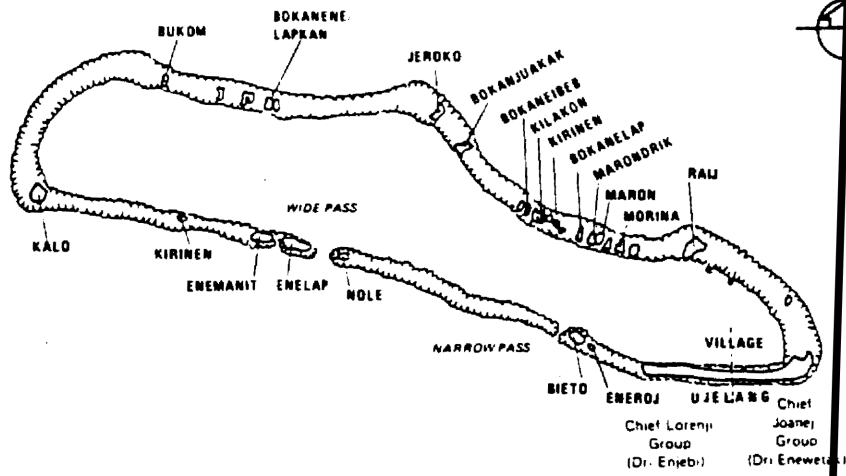 BUKOM
BOKANENE
LAPKAN
JEROKO
BOKANJUAKAK
BOKANEIBEB
KILAKON
KIRINEN
BOKANELAP
MARONDRIK
MARON
MORINA
RAIJ
WIDE PASS
KALO
KIRINEN
ENEMANIT
ENELAP
NOLE
NARROW PASS
BIETO
ENEROJ
VILLAGE
UJELANG
Chief Lorenji
Group
(Dri Enjebi)
Chief
Joanej
Group
(Dri Enewetak)